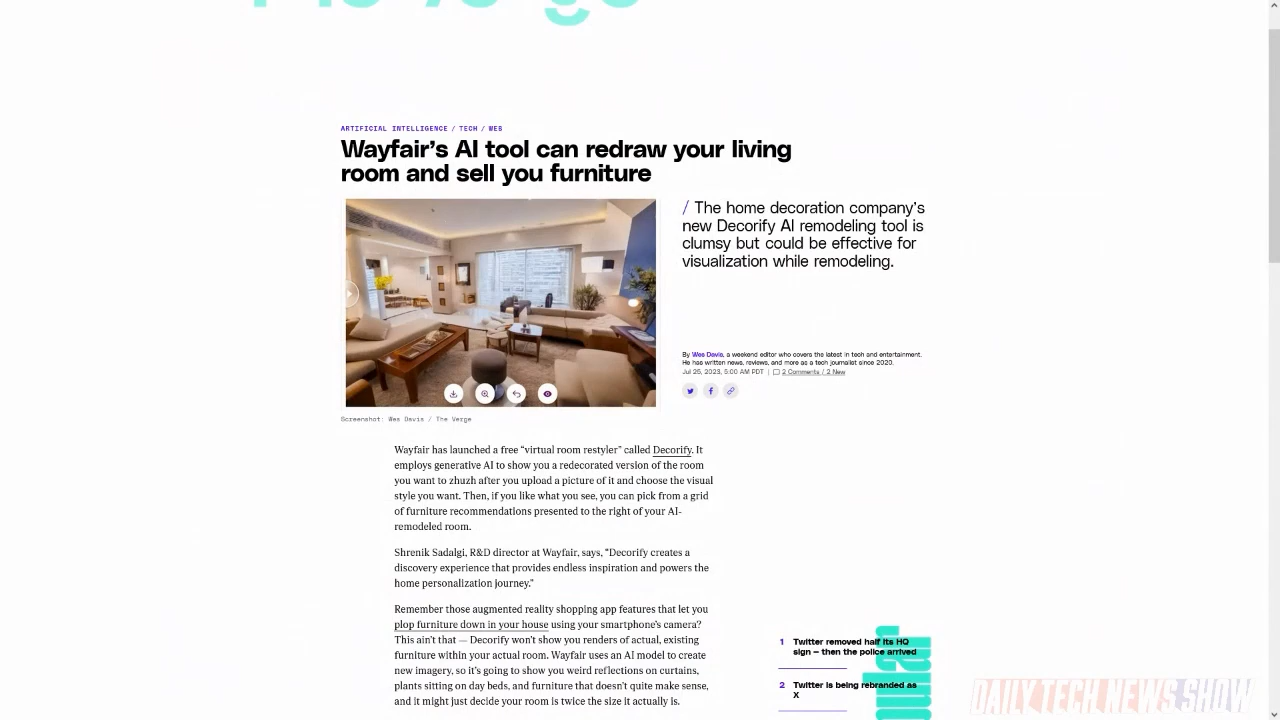 ARTIFICIAL INTELLIGENCE / TECH / WEB
Wayfair's AI tool can redraw your living
room and sell you furniture
/ The home decoration company's
new Decorify AI remodeling tool is
clumsy but could be effective for
visualization while remodeling.
By Wes Davis, a weekend editor who covers the latest in tech and entertainment.
He has written news, reviews, and more as a tech journalist since 2020.
Jul 25, 2023, 5:00 AM PDT | 2 Comments / 2 New
Screenshot: Wes Davis / The Verge
Wayfair has launched a free “virtual room restyler” called Decorify. It
employs generative AI to show you a redecorated version of the room
you want to zhuzh after you upload a picture of it and choose the visual
style you want. Then, if you like what you see, you can pick from a grid
of furniture recommendations presented to the right of your AI-
remodeled room.
Shrenik Sadalgi, R&D director at Wayfair, says, “Decorify creates a
discovery experience that provides endless inspiration and powers the
home personalization journey.”
Remember those augmented reality shopping app features that let you
plop furniture down in your house using your smartphone's camera?
This ain't that — Decorify won't show you renders of actual, existing
furniture within your actual room. Wayfair uses an AI model to create
new imagery, so it's going to show you weird reflections on curtains,
plants sitting on day beds, and furniture that doesn't quite make sense,
and it might just decide your room is twice the size it actually is.
1 Twitter removed half its HQ
sign — then the police arrived
2 Twitter is being rebranded as
X
DAILY TECH NEWS SHOW